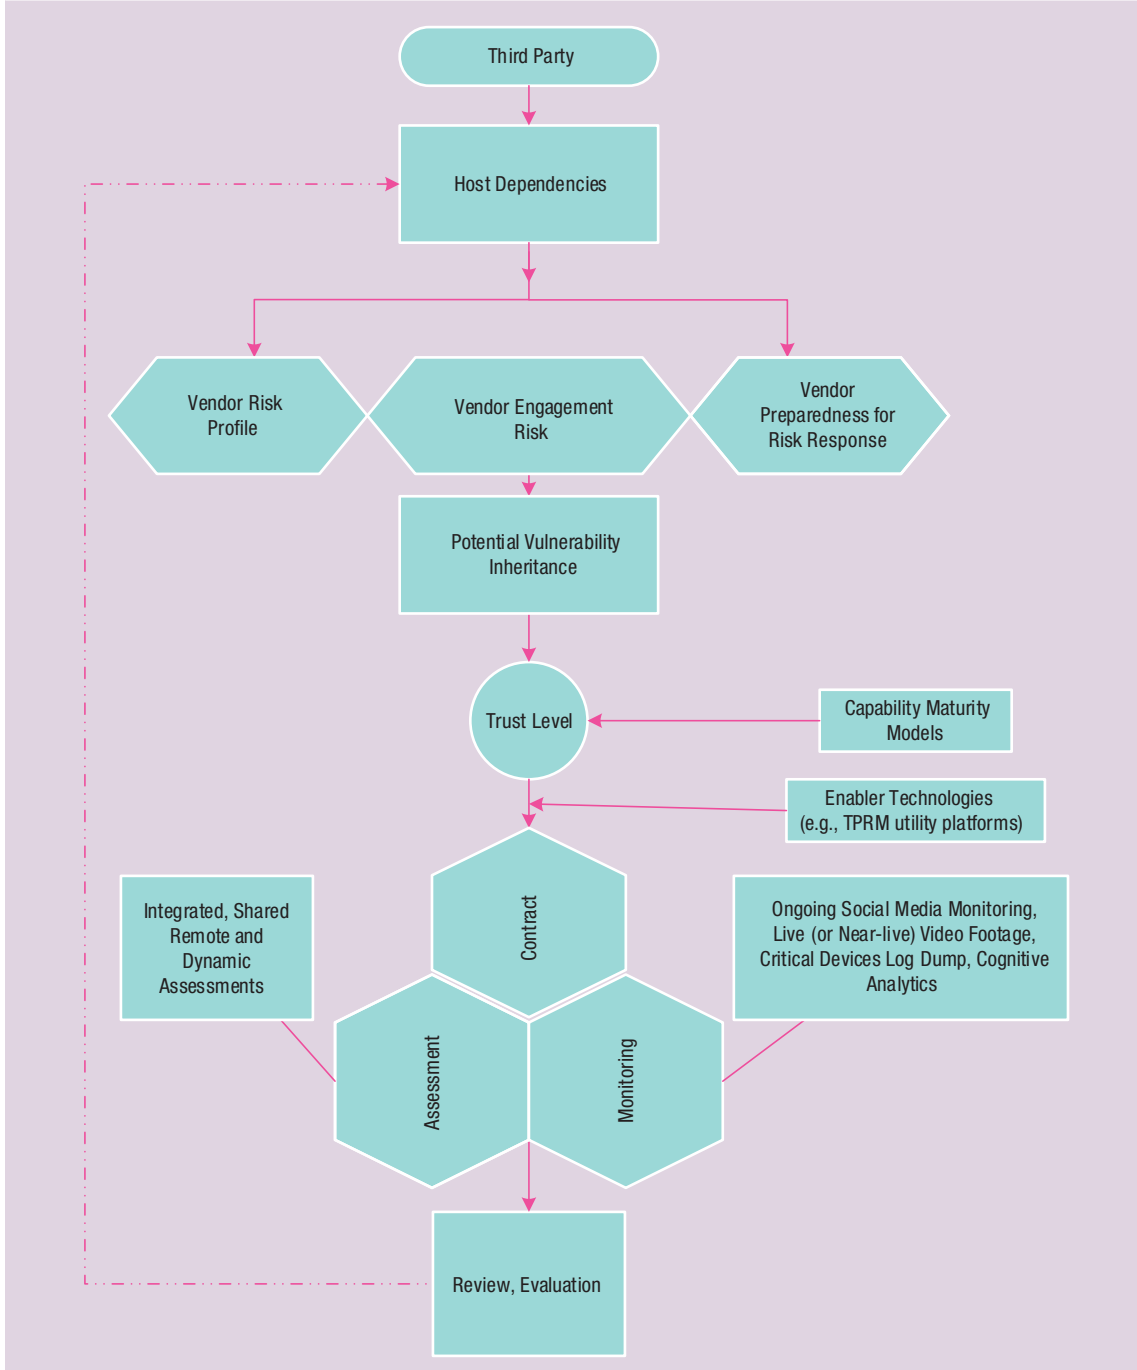 Third Party
Host Dependencies
Vendor Risk
Profile
Vendor Engagement
Risk
Vendor
Preparedness for
Risk Response
Potential Vulnerability
Inheritance
Trust Level
Capability Maturity
Models
Enabler Technologies
(e.g., TPRM utility platforms)
Contract
Integrated, Shared
Remote and
Dynamic
Assessments
Ongoing Social Media Monitoring,
Live (or Near-live) Video Footage,
Critical Devices Log Dump, Cognitive
Analytics
Assessment
Monitoring
Review, Evaluation